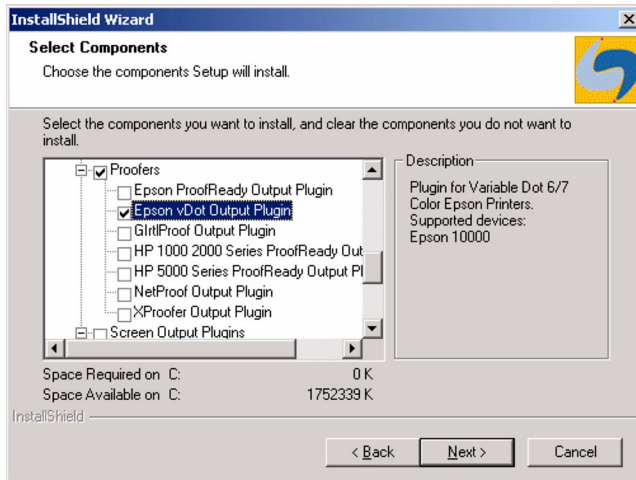 InstallShield Wizard
Select Components
Choose the components Setup will install.
Select the components you want to install, and clear the components you do not want to
install.
Proofers
Epson ProofReady Output Plugin
Epson vDot Output Plugin
GlrtlProof Output Plugin
HP 1000 2000 Series ProofReady Out
HP 5000 Series ProofReady Output Pl
NetProof Output Plugin
XProofer Output Plugin
Screen Output Plugins
Description
Plugin for Variable Dot 6/7
Color Epson Printers.
Supported devices:
Epson 10000
Space Required on C: 0 K
Space Available on C: 1752339 K
InstallShield
< Back Next > Cancel